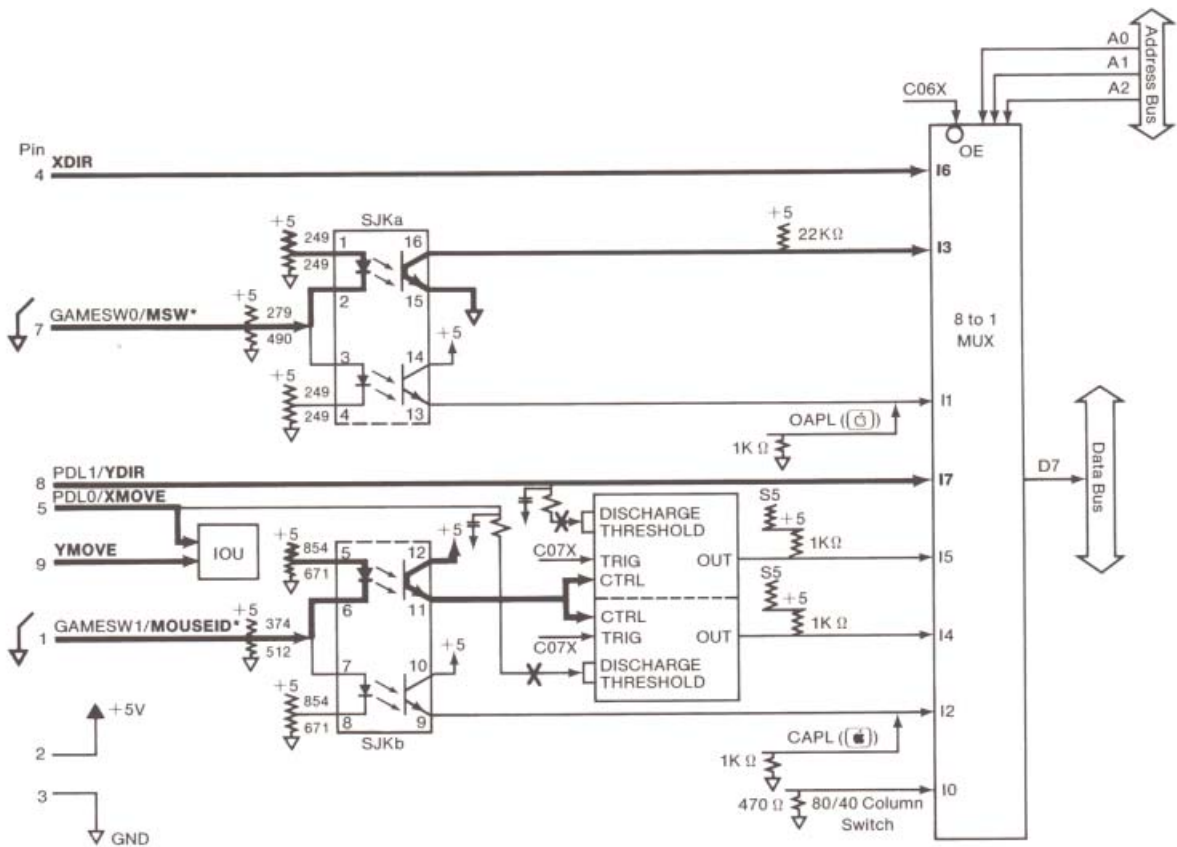 A0
A1
A2
Address Bus
C06X
OE
Pin
XDIR
4
I6
SJKa
+5
249
249
1
16
+5
22KΩ
I3
2
15
GAMESW0/MSW*
7
+5
279
490
8 to 1
MUX
+5
3
14
+5
249
249
4
13
I1
OAPL ( )
1K Ω
Data Bus
PDL1/YDIR
8
I7
D7
PDL0/XMOVE
5
DISCHARGE
THRESHOLD
S5
+5
1KΩ
IOU
YMOVE
9
+5
854
671
5
12
+5
C07X
TRIG
OUT
I5
CTRL
S5
+5
1K Ω
6
11
GAMESW1/MOUSEID*
1
+5
374
512
CTRL
TRIG
OUT
I4
C07X
+5
7
10
+5
DISCHARGE
THRESHOLD
854
671
8
9
I2
SJKb
+5V
2
CAPL ( )
1K Ω
3
GND
I0
470 Ω
80/40 Column
Switch